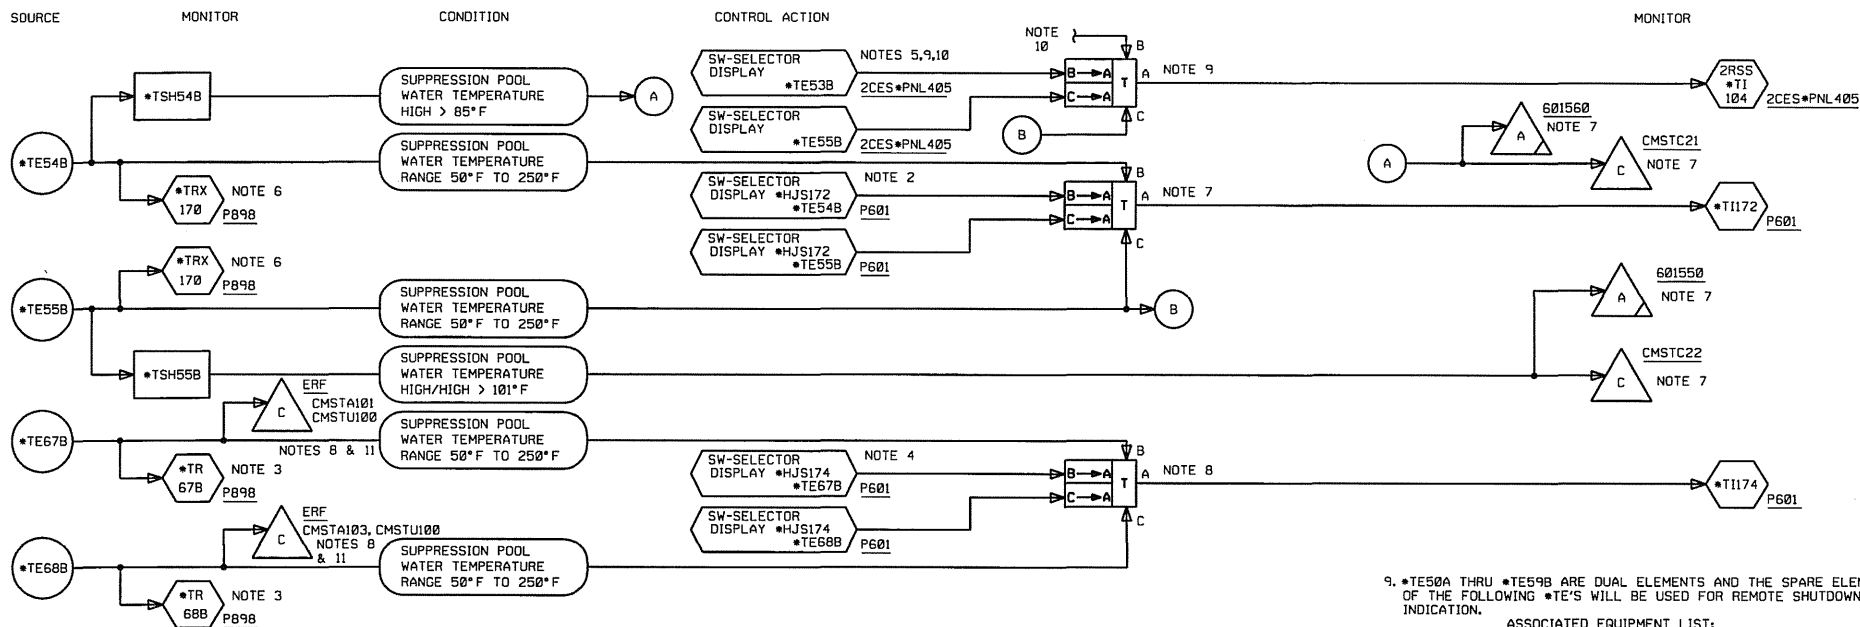 SOURCE MONITOR CONDITION CONTROL ACTION MONITOR
*TSH54B
SUPPRESSION POOL
WATER TEMPERATURE
HIGH > 85°F
A
SW-SELECTOR
DISPLAY
*TE53B
NOTES 5,9,10
2CES*PNL405
NOTE
10
B
B→A
C→A
T
A
NOTE 9
C
2RSS
*TI
104
2CES*PNL405
SW-SELECTOR
DISPLAY
*TE55B
2CES*PNL405
B
A
601560
NOTE 7
A
C
CMSTC21
NOTE 7
*TE54B
SUPPRESSION POOL
WATER TEMPERATURE
RANGE 50°F TO 250°F
*TRX
170
NOTE 6
P898
SW-SELECTOR
DISPLAY *HJS172
*TE54B
NOTE 2
P601
B
B→A
C→A
T
A
NOTE 7
C
*TI172
P601
SW-SELECTOR
DISPLAY *HJS172
*TE55B
P601
*TRX
170
NOTE 6
P898
*TE55B
SUPPRESSION POOL
WATER TEMPERATURE
RANGE 50°F TO 250°F
B
A
601550
NOTE 7
*TSH55B
SUPPRESSION POOL
WATER TEMPERATURE
HIGH/HIGH > 101°F
C
CMSTC22
NOTE 7
C
ERF
CMSTA101
CMSTU100
NOTES 8 & 11
*TE67B
SUPPRESSION POOL
WATER TEMPERATURE
RANGE 50°F TO 250°F
*TR
67B
NOTE 3
P898
SW-SELECTOR
DISPLAY *HJS174
*TE67B
NOTE 4
P601
B
B→A
C→A
T
A
NOTE 8
C
*TI174
P601
SW-SELECTOR
DISPLAY *HJS174
*TE68B
P601
C
ERF
CMSTA103, CMSTU100
NOTES 8
& 11
*TE68B
SUPPRESSION POOL
WATER TEMPERATURE
RANGE 50°F TO 250°F
*TR
68B
NOTE 3
P898
9. *TE50A THRU *TE59B ARE DUAL ELEMENTS AND THE SPARE ELE
OF THE FOLLOWING *TE'S WILL BE USED FOR REMOTE SHUTDOWN
INDICATION.
ASSOCIATED EQUIPMENT LIST: